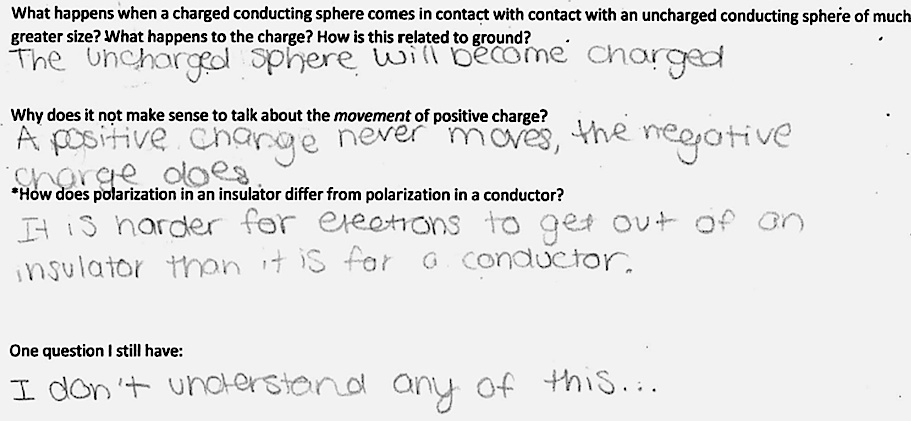 What happens when a charged conducting sphere comes in contact with contact with an uncharged conducting sphere of much
greater size? What happens to the charge? How is this related to ground?
The uncharged sphere will become charged
Why does it not make sense to talk about the movement of positive charge?
A positive charge never moves, the negative
charge does.
*How does polarization in an insulator differ from polarization in a conductor?
It is harder for electrons to get out of an
insulator than it is for a conductor.
One question I still have:
I don't understand any of this...